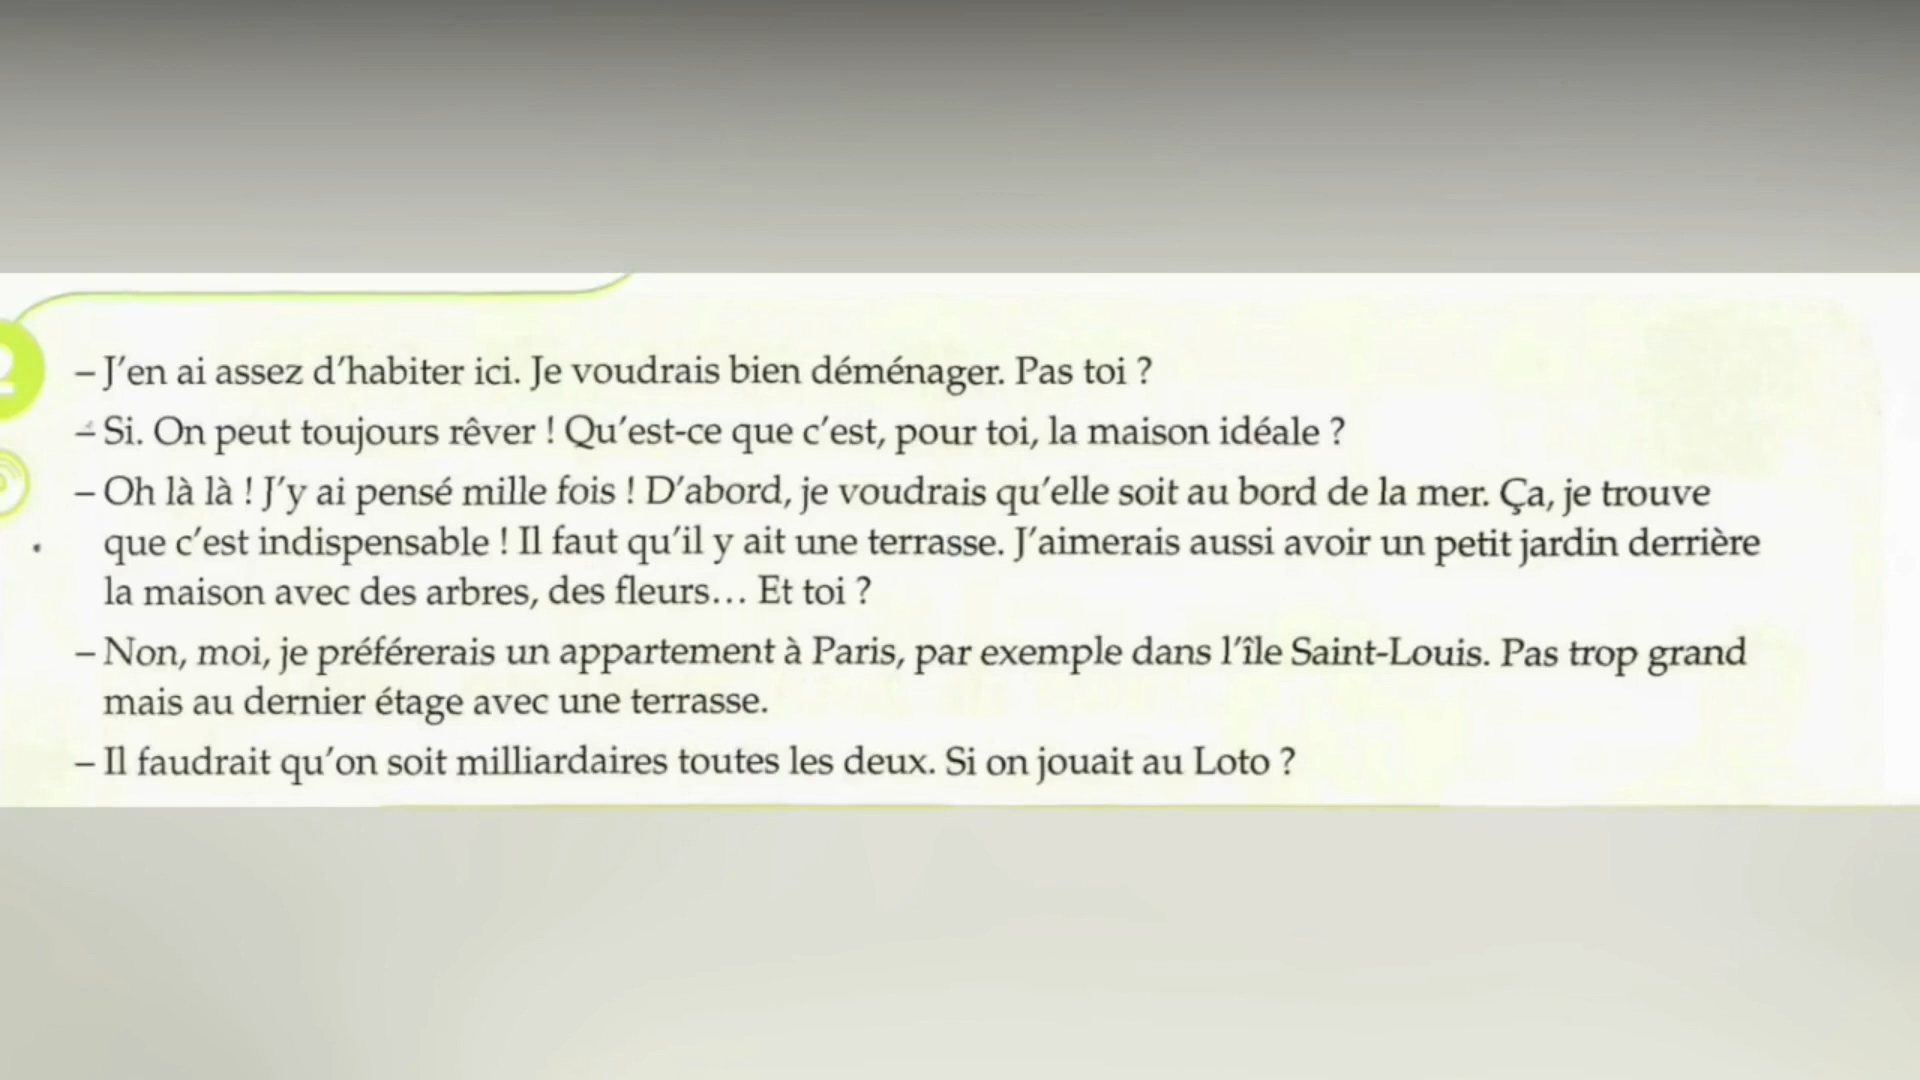 – J'en ai assez d'habiter ici. Je voudrais bien déménager. Pas toi ?
– Si. On peut toujours rêver ! Qu'est-ce que c'est, pour toi, la maison idéale ?
– Oh là là ! J'y ai pensé mille fois ! D'abord, je voudrais qu'elle soit au bord de la mer. Ça, je trouve
que c'est indispensable ! Il faut qu'il y ait une terrasse. J'aimerais aussi avoir un petit jardin derrière
la maison avec des arbres, des fleurs… Et toi ?
– Non, moi, je préférerais un appartement à Paris, par exemple dans l'île Saint-Louis. Pas trop grand
mais au dernier étage avec une terrasse.
– Il faudrait qu'on soit milliardaires toutes les deux. Si on jouait au Loto ?